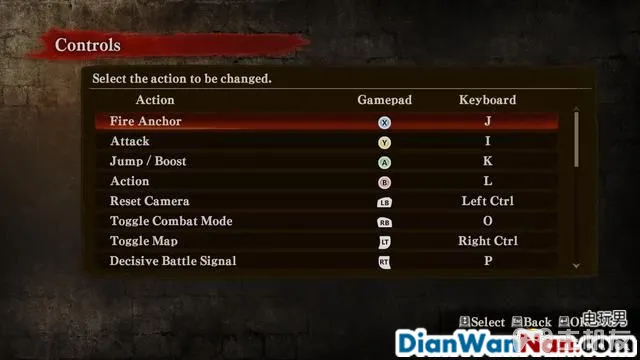 Controls
Select the action to be changed.
Action Gamepad Keyboard
Fire Anchor X J
Attack Y I
Jump / Boost A K
Action B L
Reset Camera LB Left Ctrl
Toggle Combat Mode RB O
Toggle Map LT Right Ctrl
Decisive Battle Signal RT P
Select Back
电玩男
DianWanNan.com